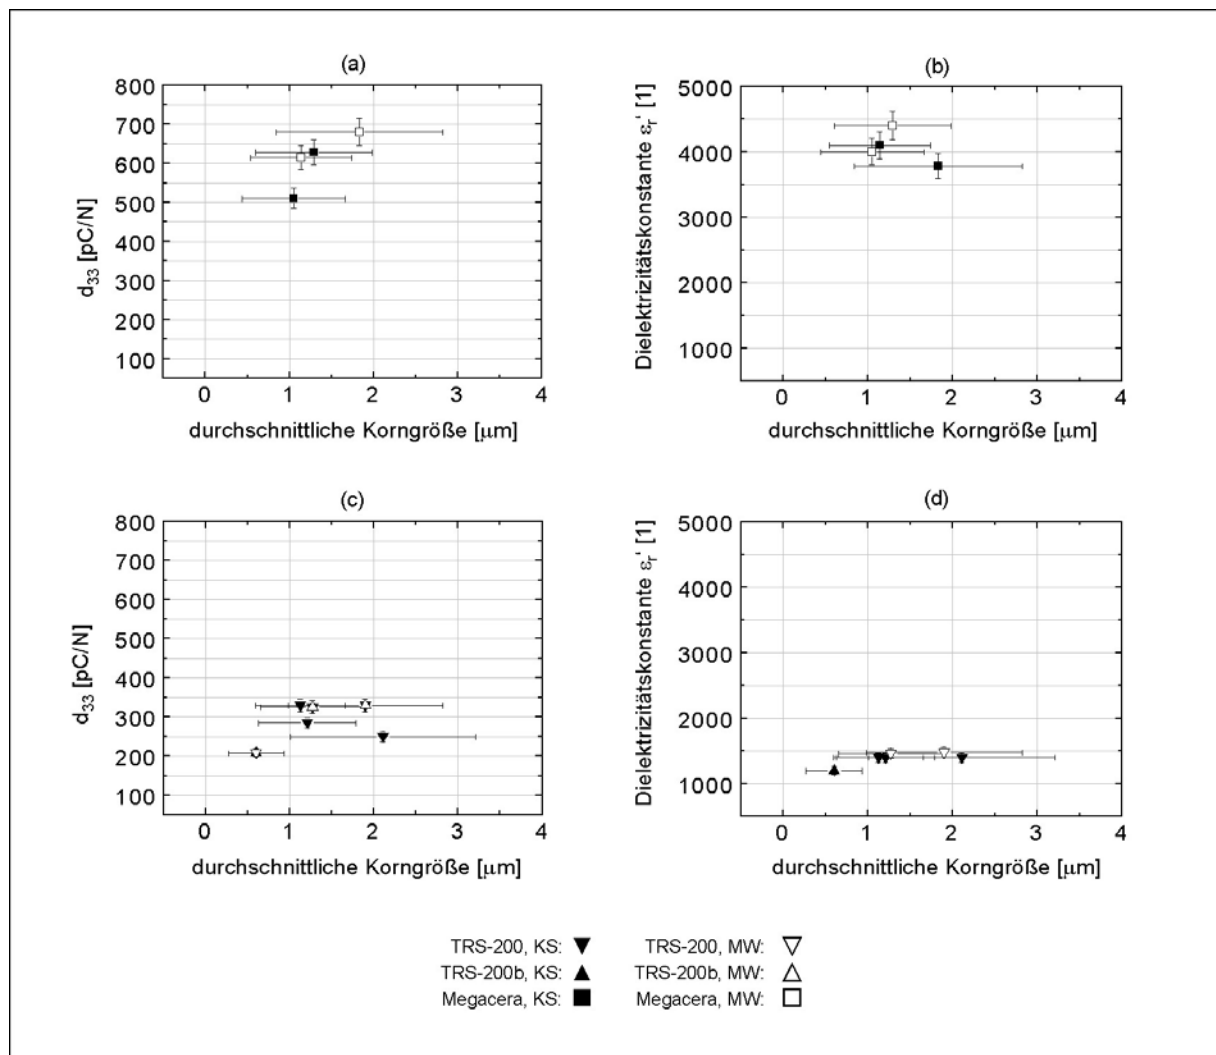 (a)
800
700
600
500
400
300
200
100
d₃₃ [pC/N]
0 1 2 3 4
durchschnittliche Korngröße [µm]
(b)
5000
4000
3000
2000
1000
Dielektrizitätskonstante εᵣ' [1]
0 1 2 3 4
durchschnittliche Korngröße [µm]
(c)
800
700
600
500
400
300
200
100
d₃₃ [pC/N]
0 1 2 3 4
durchschnittliche Korngröße [µm]
(d)
5000
4000
3000
2000
1000
Dielektrizitätskonstante εᵣ' [1]
0 1 2 3 4
durchschnittliche Korngröße [µm]
TRS-200, KS: ▼ TRS-200, MW: ▽
TRS-200b, KS: ▲ TRS-200b, MW: △
Megacera, KS: ■ Megacera, MW: □